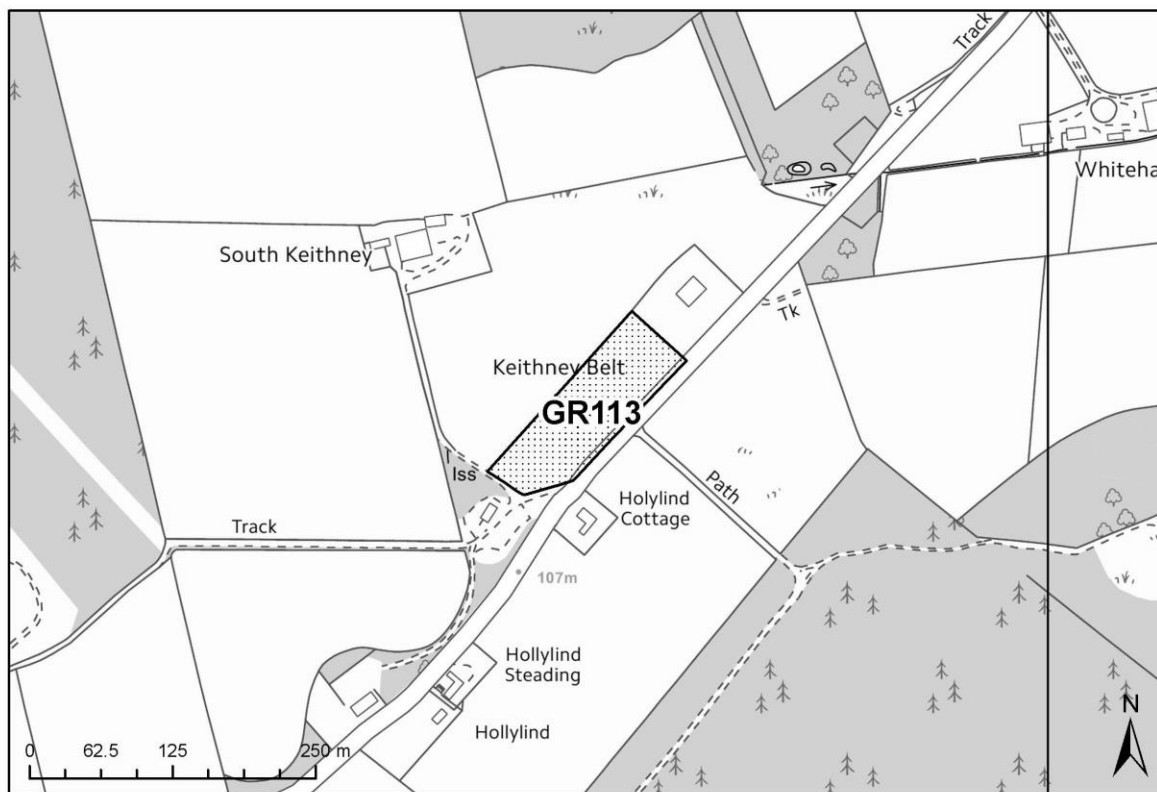 Track
Whiteha
South Keithney
Tk
Keithney Belt
GR113
Iss
Path
Holylind
Cottage
Track
107m
Hollylind
Steading
Hollylind
N
0 62.5 125 250 m